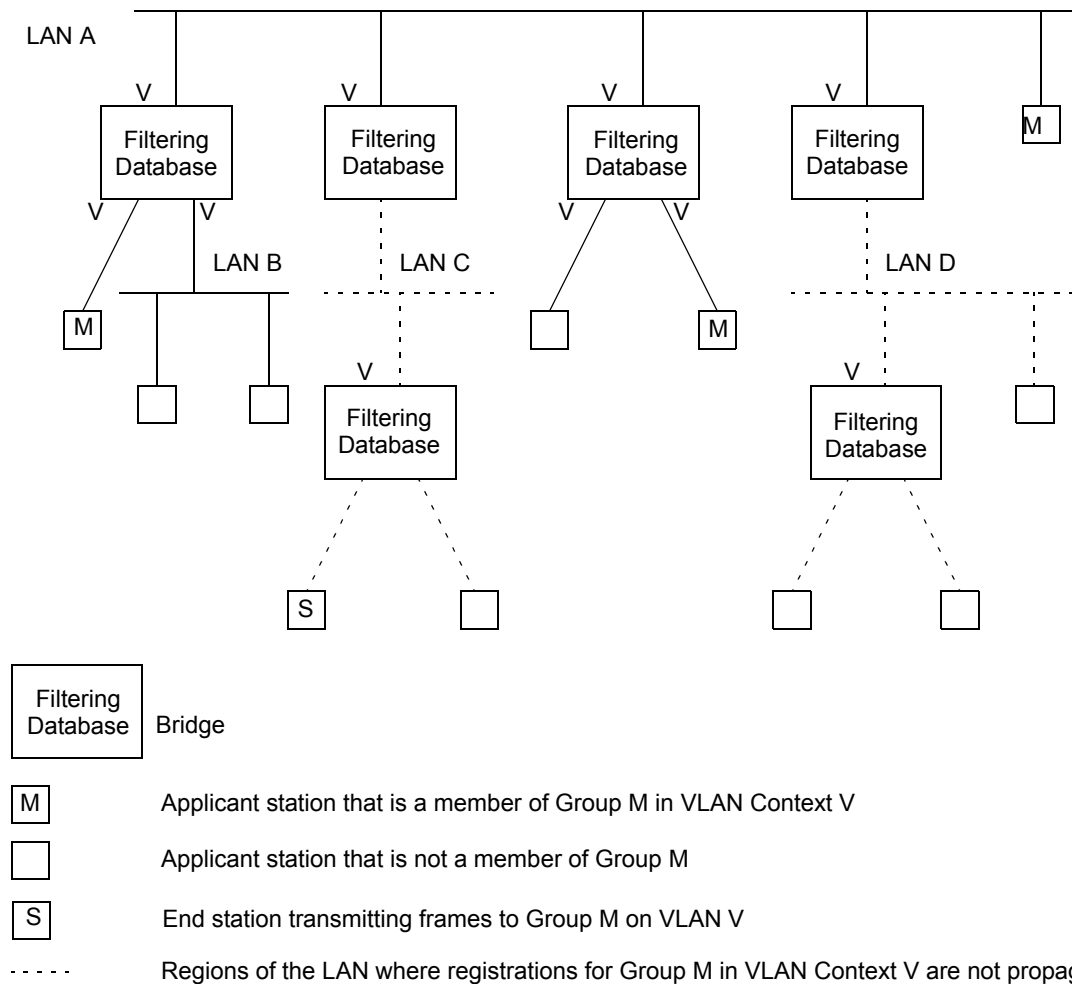 LAN A
V
V
V
V
Filtering
Database
Filtering
Database
Filtering
Database
Filtering
Database
M
V
V
V
V
LAN B
LAN C
LAN D
M
M
V
V
Filtering
Database
Filtering
Database
S
Filtering
Database
Bridge
M
Applicant station that is a member of Group M in VLAN Context V
Applicant station that is not a member of Group M
S
End station transmitting frames to Group M on VLAN V
Regions of the LAN where registrations for Group M in VLAN Context V are not propag